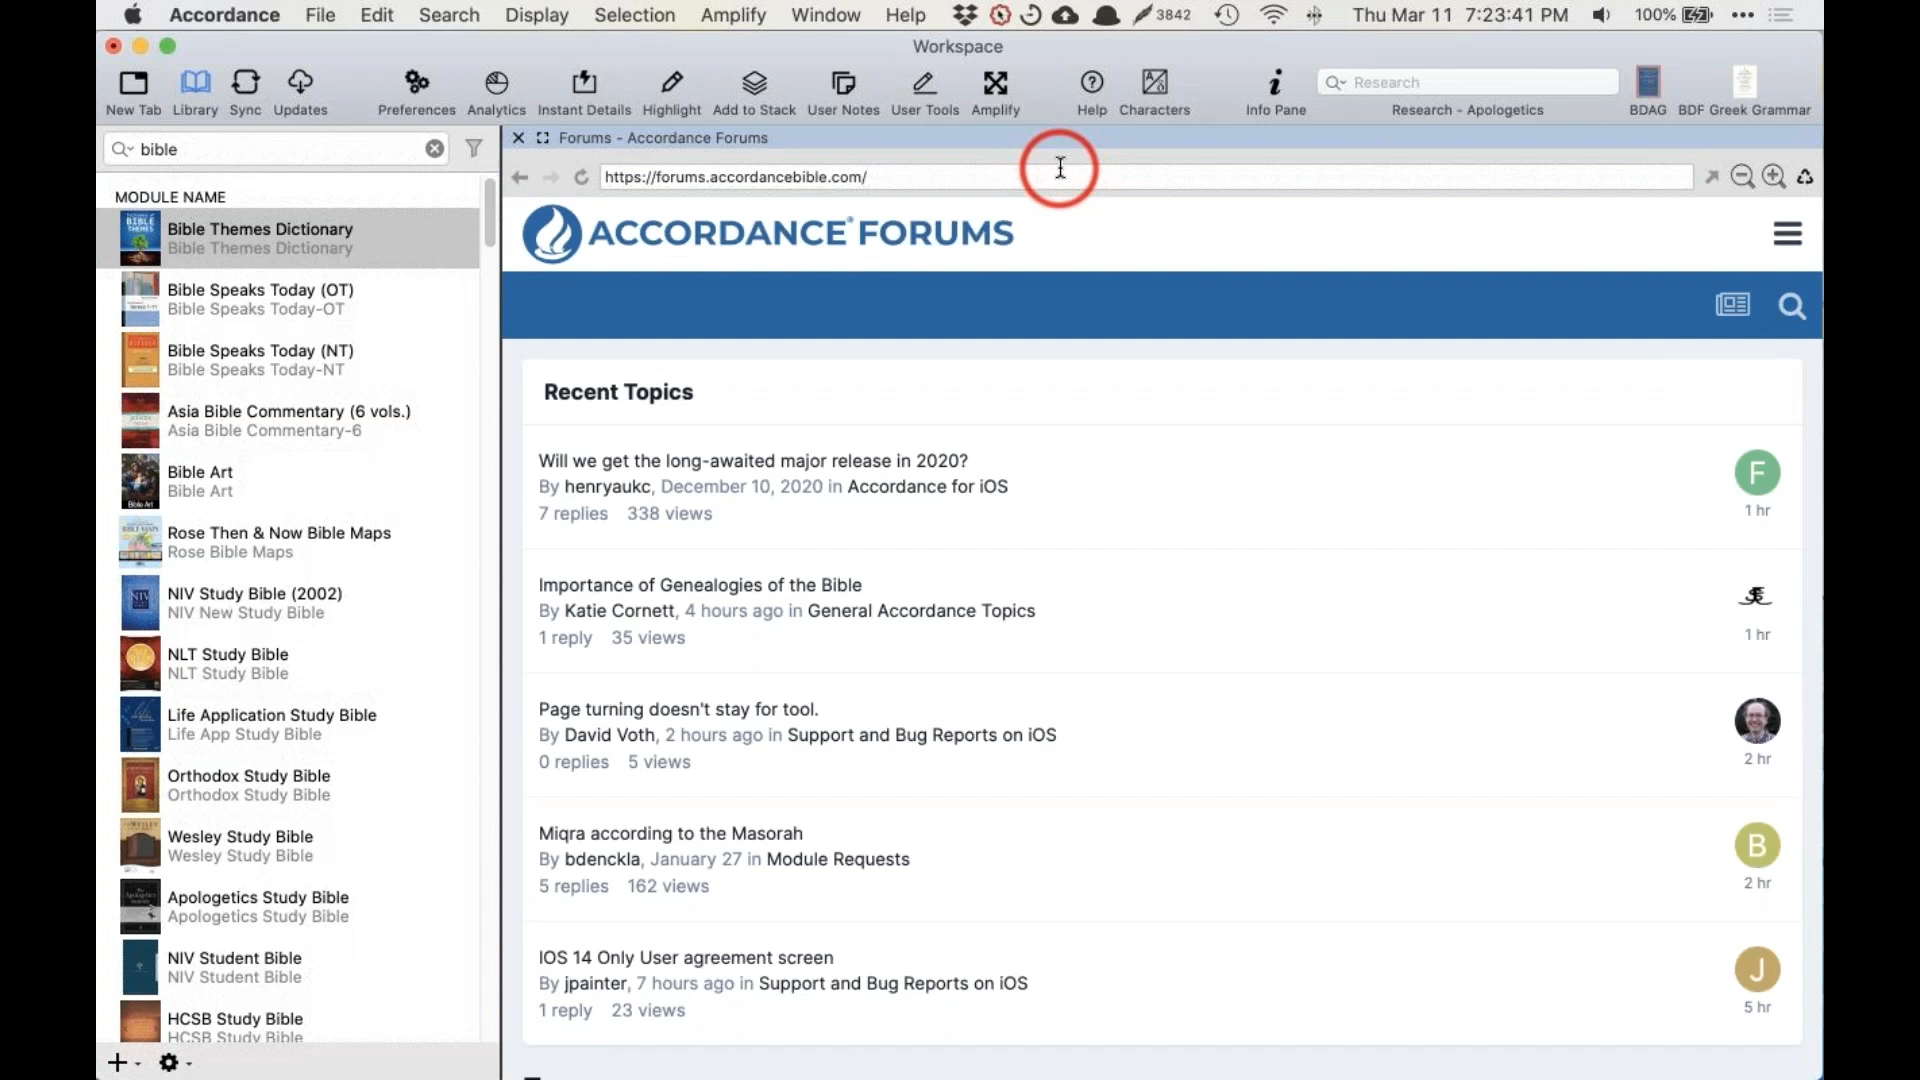 Accordance File Edit Search Display Selection Amplify Window Help 3842 Thu Mar 11 7:23:41 PM 100%
Workspace
New Tab Library Sync Updates Preferences Analytics Instant Details Highlight Add to Stack User Notes User Tools Amplify Help Characters Info Pane Research Research - Apologetics BDAG BDF Greek Grammar
bible
MODULE NAME
Bible Themes Dictionary
Bible Themes Dictionary
Bible Speaks Today (OT)
Bible Speaks Today-OT
Bible Speaks Today (NT)
Bible Speaks Today-NT
Asia Bible Commentary (6 vols.)
Asia Bible Commentary-6
Bible Art
Bible Art
Rose Then & Now Bible Maps
Rose Bible Maps
NIV Study Bible (2002)
NIV New Study Bible
NLT Study Bible
NLT Study Bible
Life Application Study Bible
Life App Study Bible
Orthodox Study Bible
Orthodox Study Bible
Wesley Study Bible
Wesley Study Bible
Apologetics Study Bible
Apologetics Study Bible
NIV Student Bible
NIV Student Bible
HCSB Study Bible
HCSB Study Bible
Forums - Accordance Forums
https://forums.accordancebible.com/
ACCORDANCE® FORUMS
Recent Topics
Will we get the long-awaited major release in 2020?
By henryaukc, December 10, 2020 in Accordance for iOS
7 replies 338 views
F
1 hr
Importance of Genealogies of the Bible
By Katie Cornett, 4 hours ago in General Accordance Topics
1 reply 35 views
1 hr
Page turning doesn't stay for tool.
By David Voth, 2 hours ago in Support and Bug Reports on iOS
0 replies 5 views
2 hr
Miqra according to the Masorah
By bdenckla, January 27 in Module Requests
5 replies 162 views
B
2 hr
IOS 14 Only User agreement screen
By jpainter, 7 hours ago in Support and Bug Reports on iOS
1 reply 23 views
J
5 hr